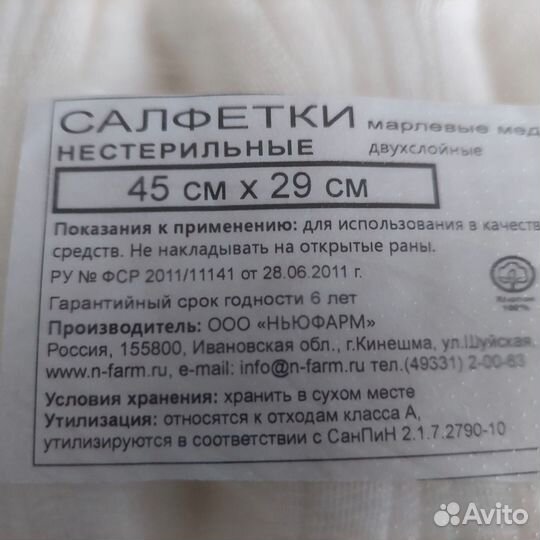 САЛФЕТКИ марлевые мед
НЕСТЕРИЛЬНЫЕ двухслойные
45 см х 29 см
Показания к применению: для использования в качеств
средств. Не накладывать на открытые раны.
РУ № ФСР 2011/11141 от 28.06.2011 г.
Гарантийный срок годности 6 лет
Хлопок
100%
Производитель: ООО «НЬЮФАРМ»
Россия, 155800, Ивановская обл., г.Кинешма, ул.Шуйская,
www.n-farm.ru, e-mail: info@n-farm.ru тел.(49331) 2-00-63
Условия хранения: хранить в сухом месте
Утилизация: относятся к отходам класса А,
утилизируются в соответствии с СанПиН 2.1.7.2790-10
Avito